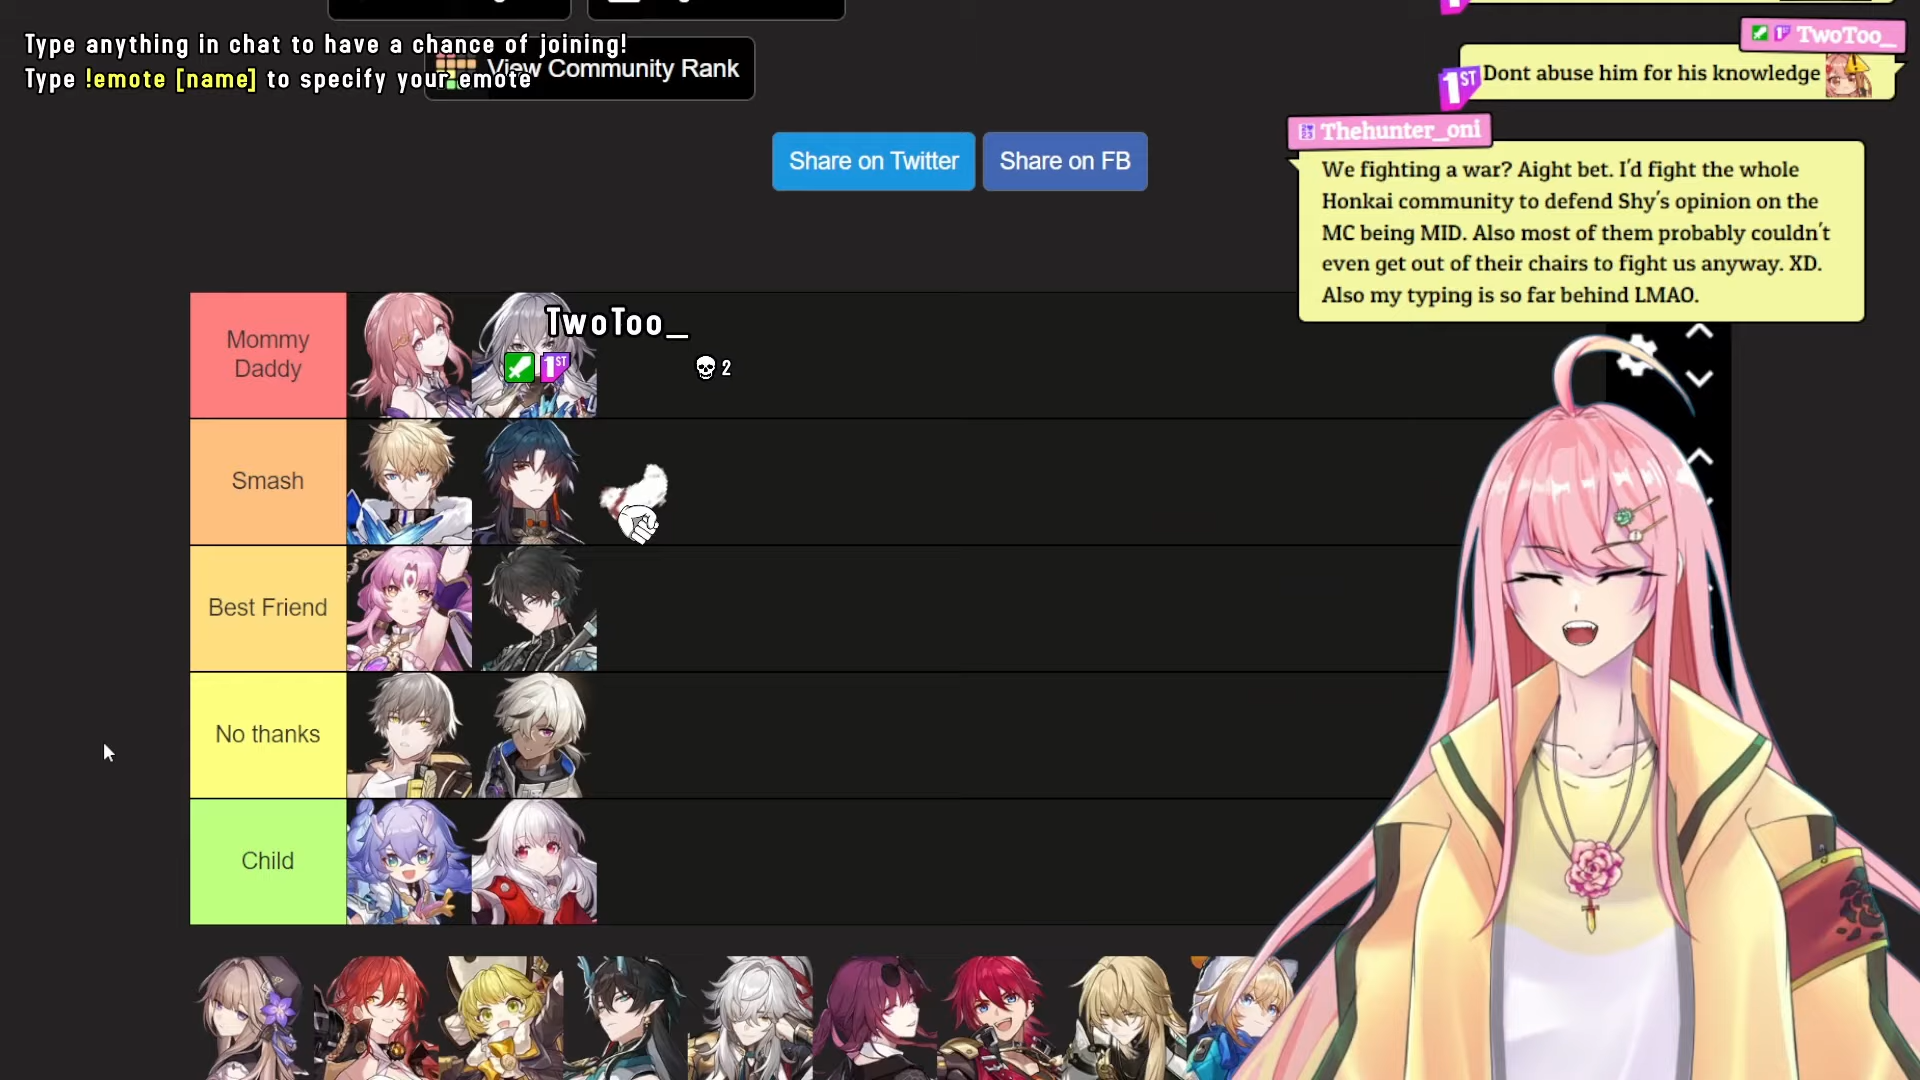 Type anything in chat to have a chance of joining!
Type !emote [name] to specify your emote
View Community Rank
Share on Twitter
Share on FB
TwoToo_
1ST
Dont abuse him for his knowledge
Thehunter_oni
We fighting a war? Aight bet. I'd fight the whole
Honkai community to defend Shy's opinion on the
MC being MID. Also most of them probably couldn't
even get out of their chairs to fight us anyway. XD.
Also my typing is so far behind LMAO.
Mommy
Daddy
TwoToo_
1ST
2
Smash
Best Friend
No thanks
Child